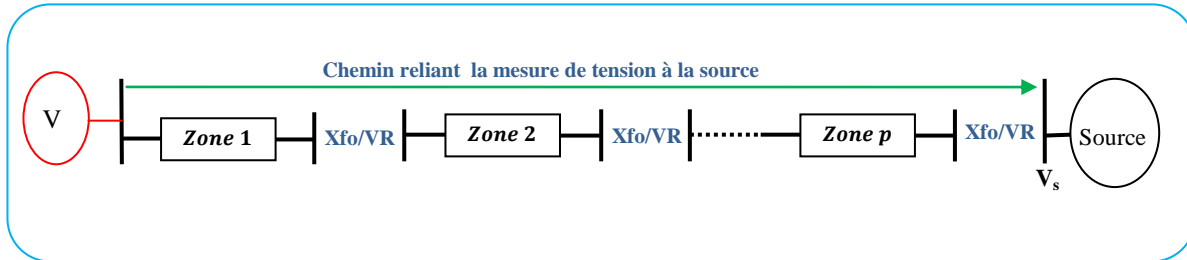 Chemin reliant la mesure de tension à la source
V
Zone 1
Xfo/VR
Zone 2
Xfo/VR
Zone p
Xfo/VR
Source
Vs